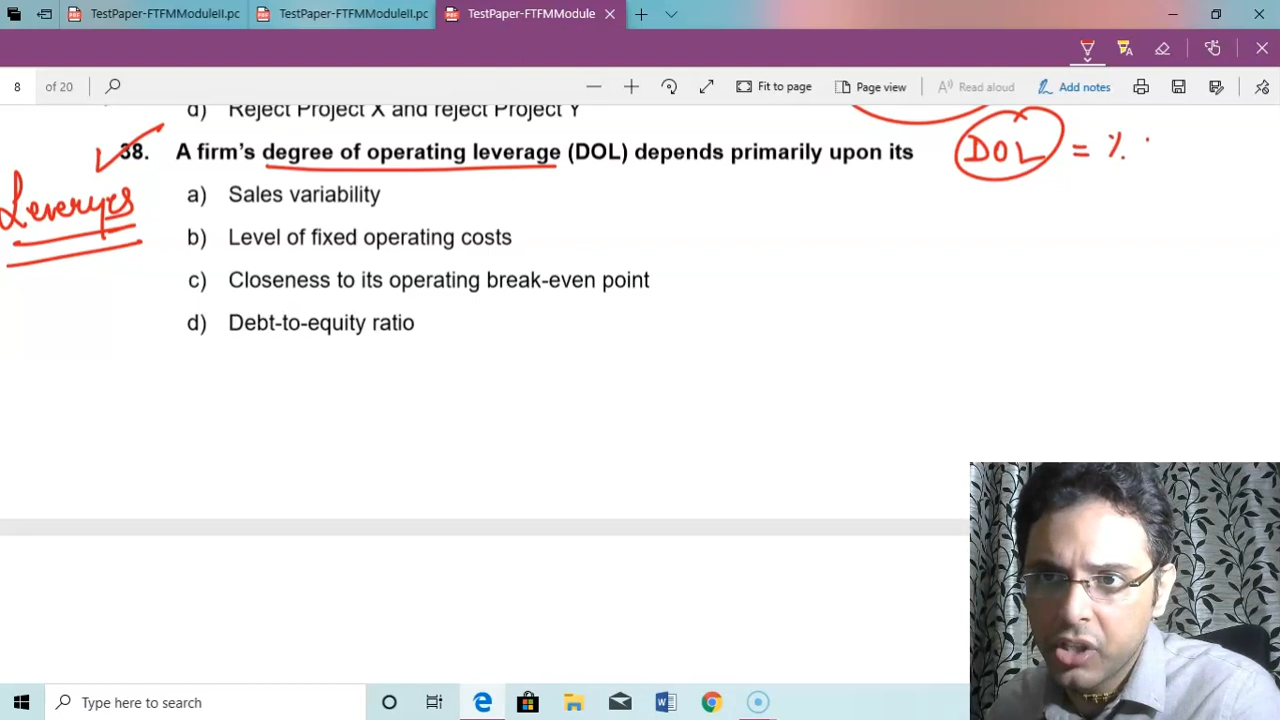 TestPaper-FTFMModuleII.pc
TestPaper-FTFMModuleII.pc
TestPaper-FTFMModule
8 of 20
Fit to page
Page view
Read aloud
Add notes
d) Reject Project X and reject Project Y
38. A firm's degree of operating leverage (DOL) depends primarily upon its
DOL = %
Leverages
a) Sales variability
b) Level of fixed operating costs
c) Closeness to its operating break-even point
d) Debt-to-equity ratio
Type here to search